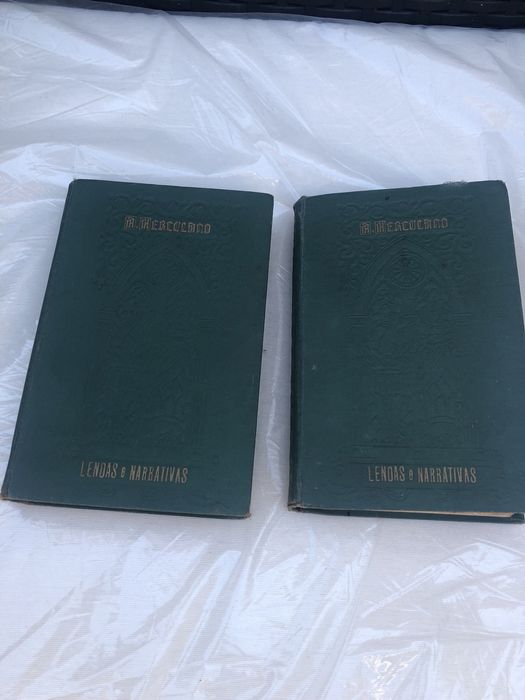 A. HERCULANO
LENDAS e NARRATIVAS
A. HERCULANO
LENDAS e NARRATIVAS